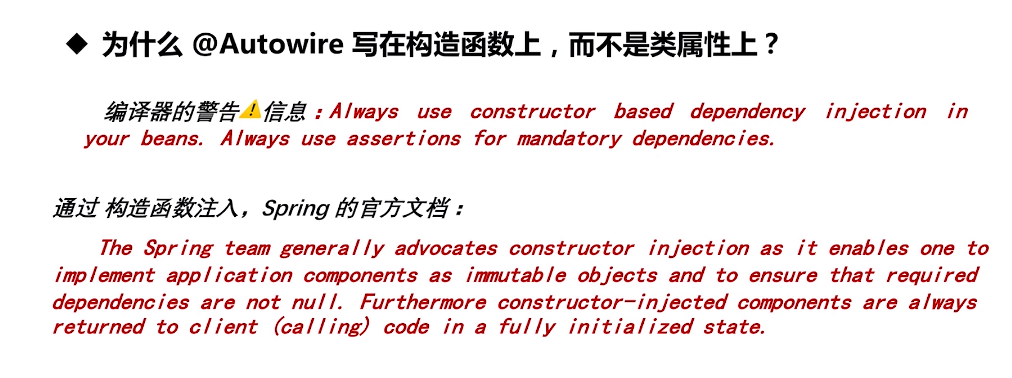 ◆ 为什么 @Autowire 写在构造函数上，而不是类属性上？
编译器的警告⚠信息：Always use constructor based dependency injection in
your beans. Always use assertions for mandatory dependencies.
通过 构造函数注入，Spring 的官方文档：
The Spring team generally advocates constructor injection as it enables one to
implement application components as immutable objects and to ensure that required
dependencies are not null. Furthermore constructor-injected components are always
returned to client (calling) code in a fully initialized state.